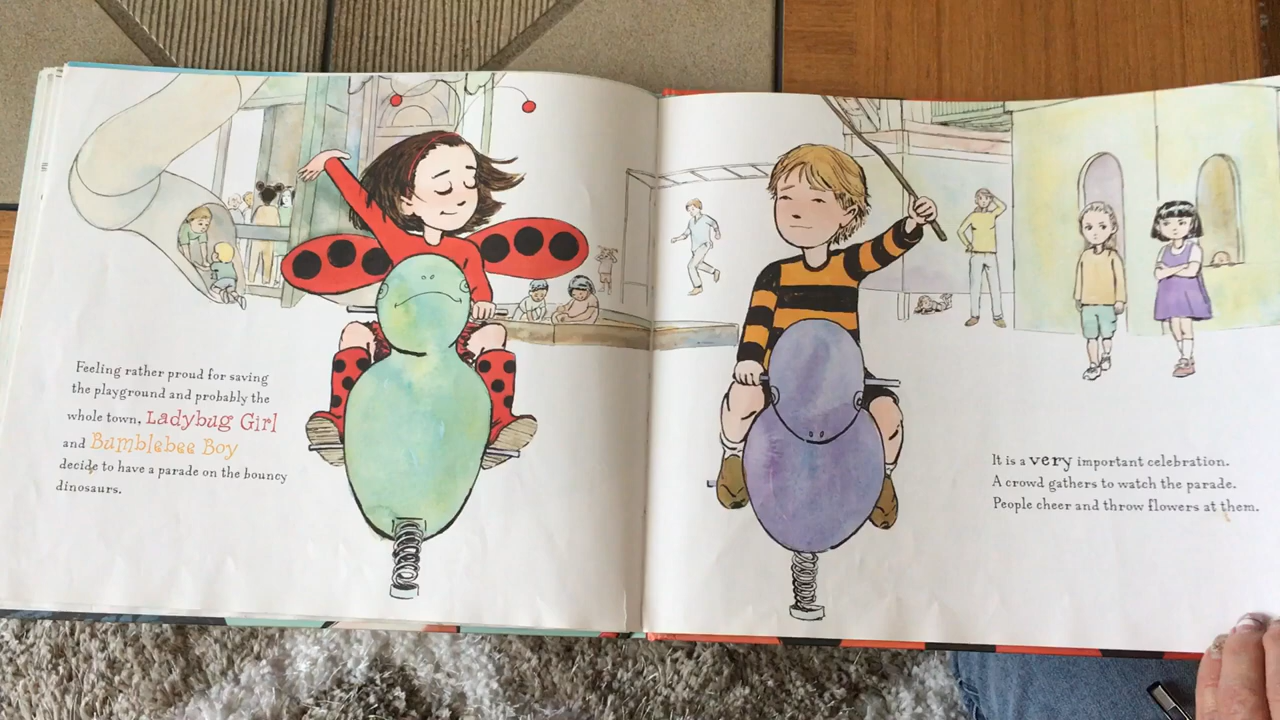 Feeling rather proud for saving
the playground and probably the
whole town, Ladybug Girl
and Bumblebee Boy
decide to have a parade on the bouncy
dinosaurs.
It is a very important celebration.
A crowd gathers to watch the parade.
People cheer and throw flowers at them.